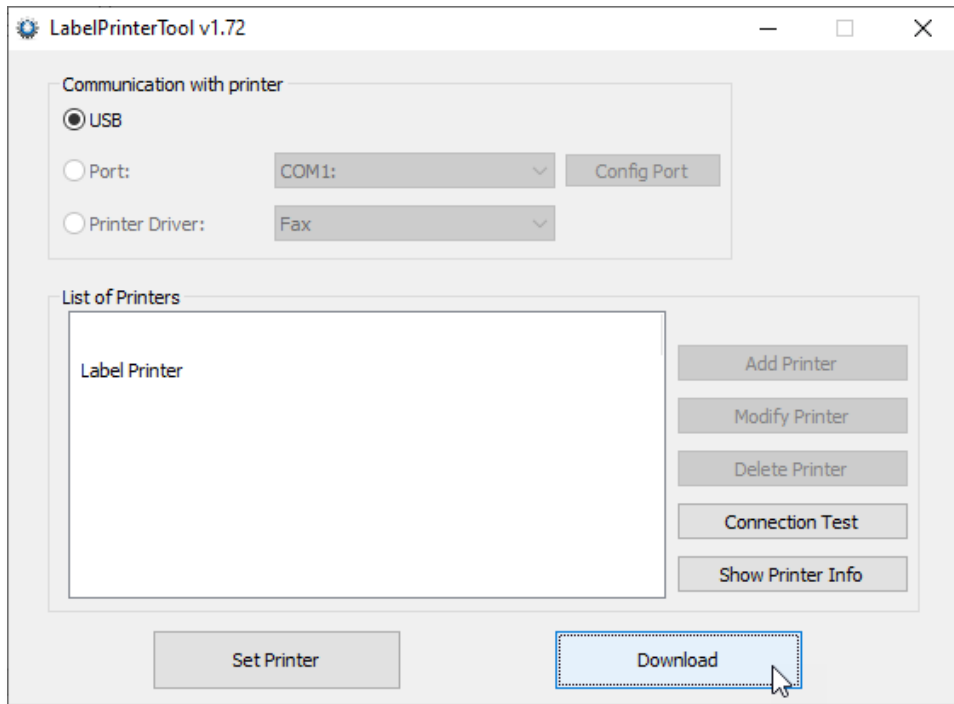 LabelPrinterTool v1.72
Communication with printer
USB
Port:
COM1:
Config Port
Printer Driver:
Fax
List of Printers
Label Printer
Add Printer
Modify Printer
Delete Printer
Connection Test
Show Printer Info
Set Printer
Download